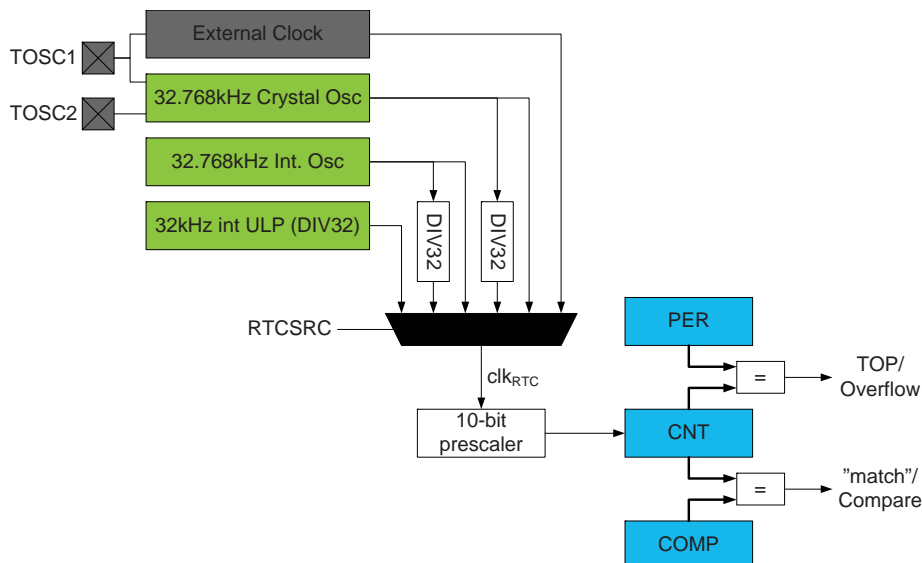 External Clock
TOSC1
32.768kHz Crystal Osc
TOSC2
32.768kHz Int. Osc
32kHz int ULP (DIV32)
DIV32
DIV32
RTCSRC
PER
clkRTC
=
TOP/
Overflow
10-bit
prescaler
CNT
=
"match"/
Compare
COMP